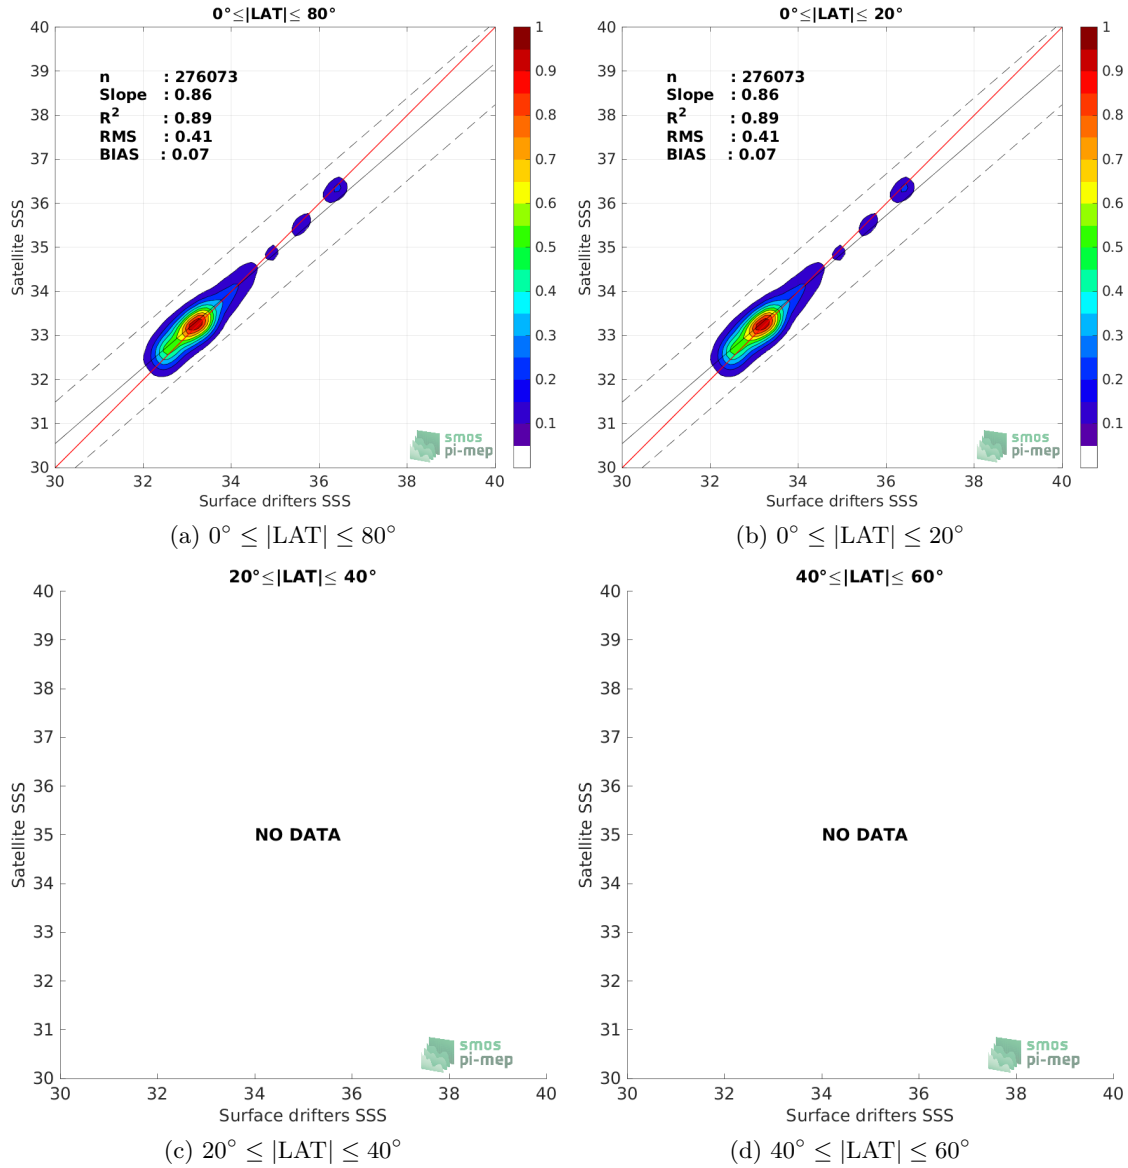 0°≤|LAT|≤ 80°
40
39
38
37
36
35
34
33
32
31
30
Satellite SSS
n : 276073
Slope : 0.86
R² : 0.89
RMS : 0.41
BIAS : 0.07
smos
pi-mep
30 32 34 36 38 40
Surface drifters SSS
1
0.9
0.8
0.7
0.6
0.5
0.4
0.3
0.2
0.1
(a) 0° ≤ |LAT| ≤ 80°
0°≤|LAT|≤ 20°
40
39
38
37
36
35
34
33
32
31
30
Satellite SSS
n : 276073
Slope : 0.86
R² : 0.89
RMS : 0.41
BIAS : 0.07
smos
pi-mep
30 32 34 36 38 40
Surface drifters SSS
1
0.9
0.8
0.7
0.6
0.5
0.4
0.3
0.2
0.1
(b) 0° ≤ |LAT| ≤ 20°
20°≤|LAT|≤ 40°
40
39
38
37
36
35
34
33
32
31
30
Satellite SSS
NO DATA
smos
pi-mep
30 32 34 36 38 40
Surface drifters SSS
(c) 20° ≤ |LAT| ≤ 40°
40°≤|LAT|≤ 60°
40
39
38
37
36
35
34
33
32
31
30
Satellite SSS
NO DATA
smos
pi-mep
30 32 34 36 38 40
Surface drifters SSS
(d) 40° ≤ |LAT| ≤ 60°